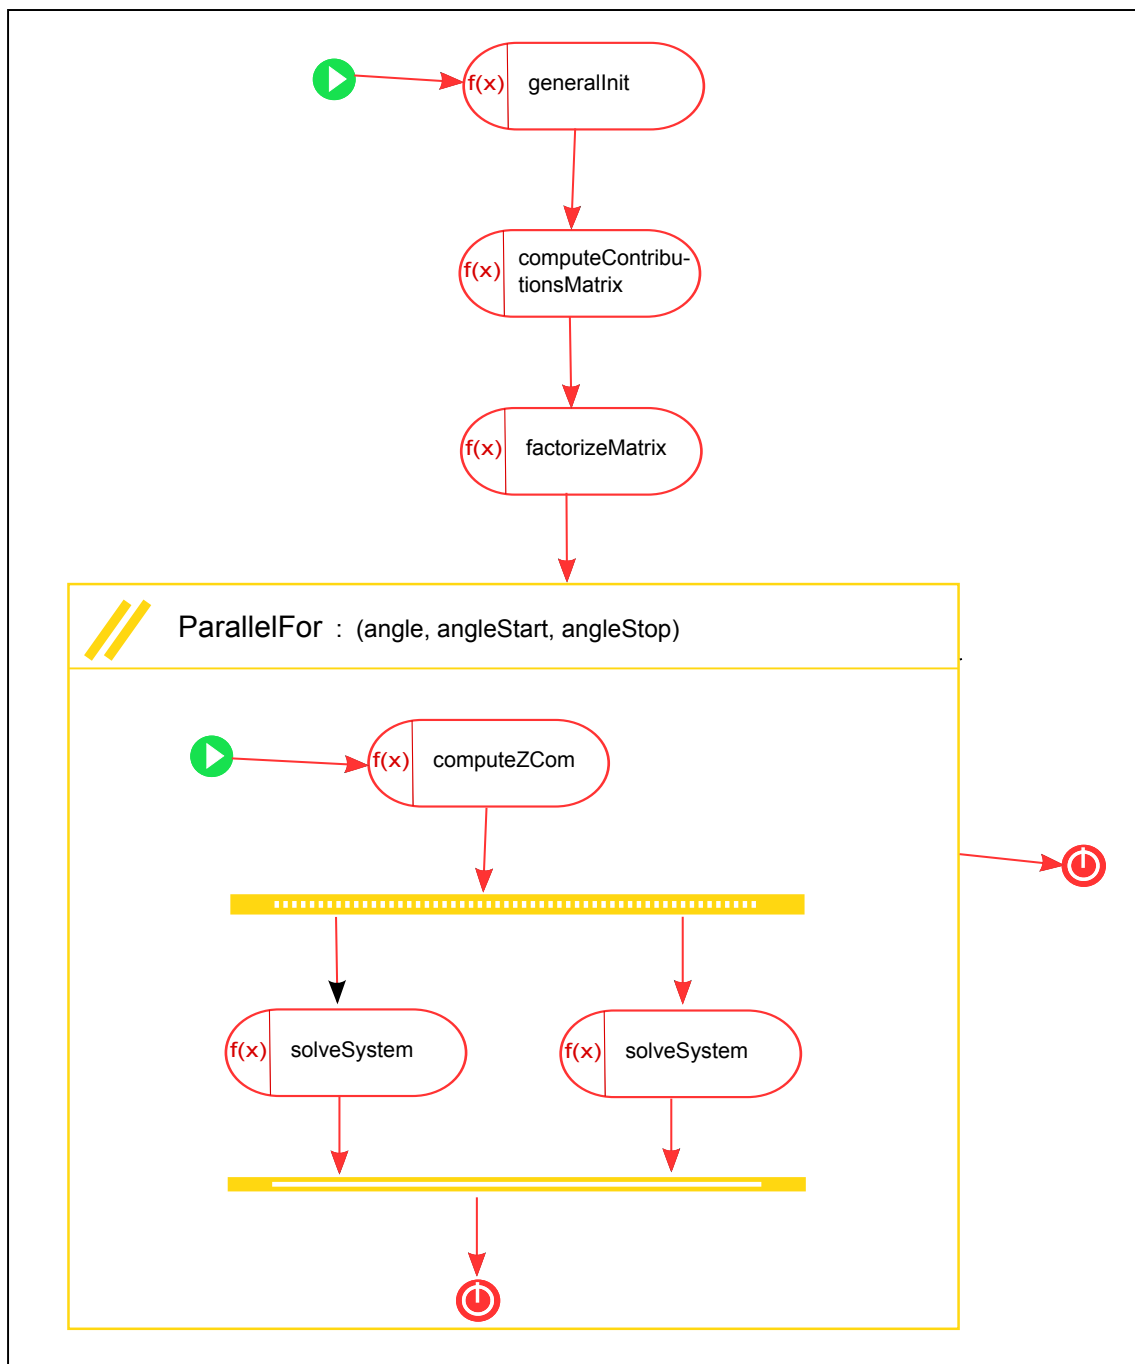 f(x) generalInit
f(x) computeContribu-
tionsMatrix
f(x) factorizeMatrix
ParallelFor : (angle, angleStart, angleStop)
f(x) computeZCom
f(x) solveSystem
f(x) solveSystem